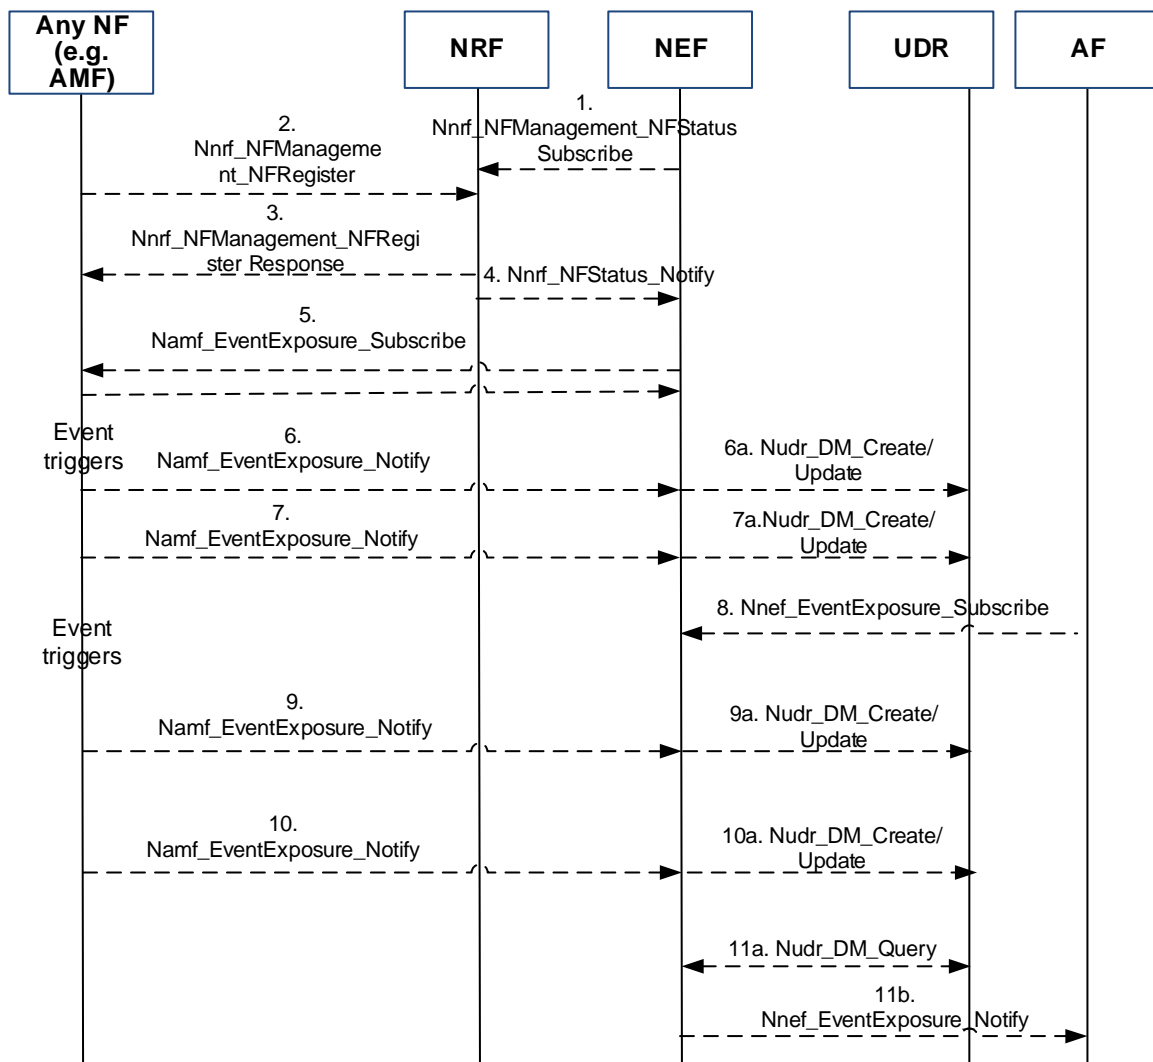 Any NF
(e.g.
AMF)
NRF
NEF
UDR
AF
1.
Nnrf_NFManagement_NFStatus
Subscribe
2.
Nnrf_NFManageme
nt_NFRegister
3.
Nnrf_NFManagement_NFRegi
ster Response
4. Nnrf_NFStatus_Notify
5.
Namf_EventExposure_Subscribe
Event
triggers
6.
Namf_EventExposure_Notify
6a. Nudr_DM_Create/
Update
7.
Namf_EventExposure_Notify
7a.Nudr_DM_Create/
Update
8. Nnef_EventExposure_Subscribe
Event
triggers
9.
Namf_EventExposure_Notify
9a. Nudr_DM_Create/
Update
10.
Namf_EventExposure_Notify
10a. Nudr_DM_Create/
Update
11a. Nudr_DM_Query
11b.
Nnef_EventExposure_Notify